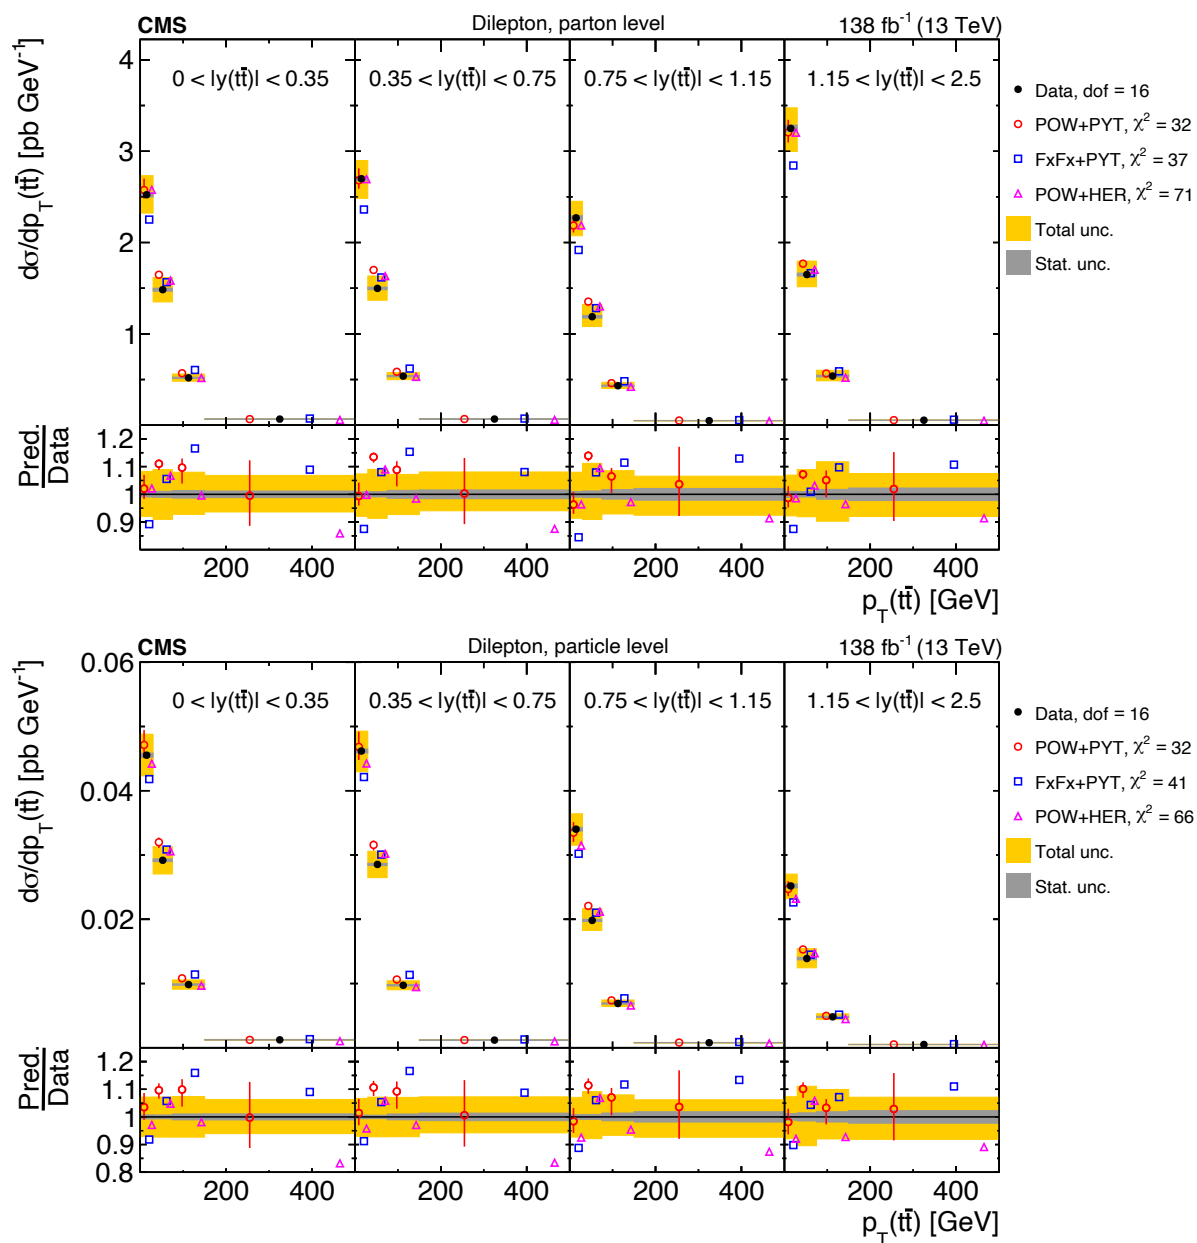 CMS Dilepton, parton level 138 fb⁻¹ (13 TeV)
dσ/dp_T(tt̄) [pb GeV⁻¹]
4
3
2
1
0 < |y(tt̄)| < 0.35 0.35 < |y(tt̄)| < 0.75 0.75 < |y(tt̄)| < 1.15 1.15 < |y(tt̄)| < 2.5
Data, dof = 16
POW+PYT, χ² = 32
FxFx+PYT, χ² = 37
POW+HER, χ² = 71
Total unc.
Stat. unc.
Pred.
Data
1.2
1.1
1
0.9
200 400 200 400 200 400 200 400
p_T(tt̄) [GeV]
CMS Dilepton, particle level 138 fb⁻¹ (13 TeV)
dσ/dp_T(tt̄) [pb GeV⁻¹]
0.06
0.04
0.02
0 < |y(tt̄)| < 0.35 0.35 < |y(tt̄)| < 0.75 0.75 < |y(tt̄)| < 1.15 1.15 < |y(tt̄)| < 2.5
Data, dof = 16
POW+PYT, χ² = 32
FxFx+PYT, χ² = 41
POW+HER, χ² = 66
Total unc.
Stat. unc.
Pred.
Data
1.2
1.1
1
0.9
0.8
200 400 200 400 200 400 200 400
p_T(tt̄) [GeV]